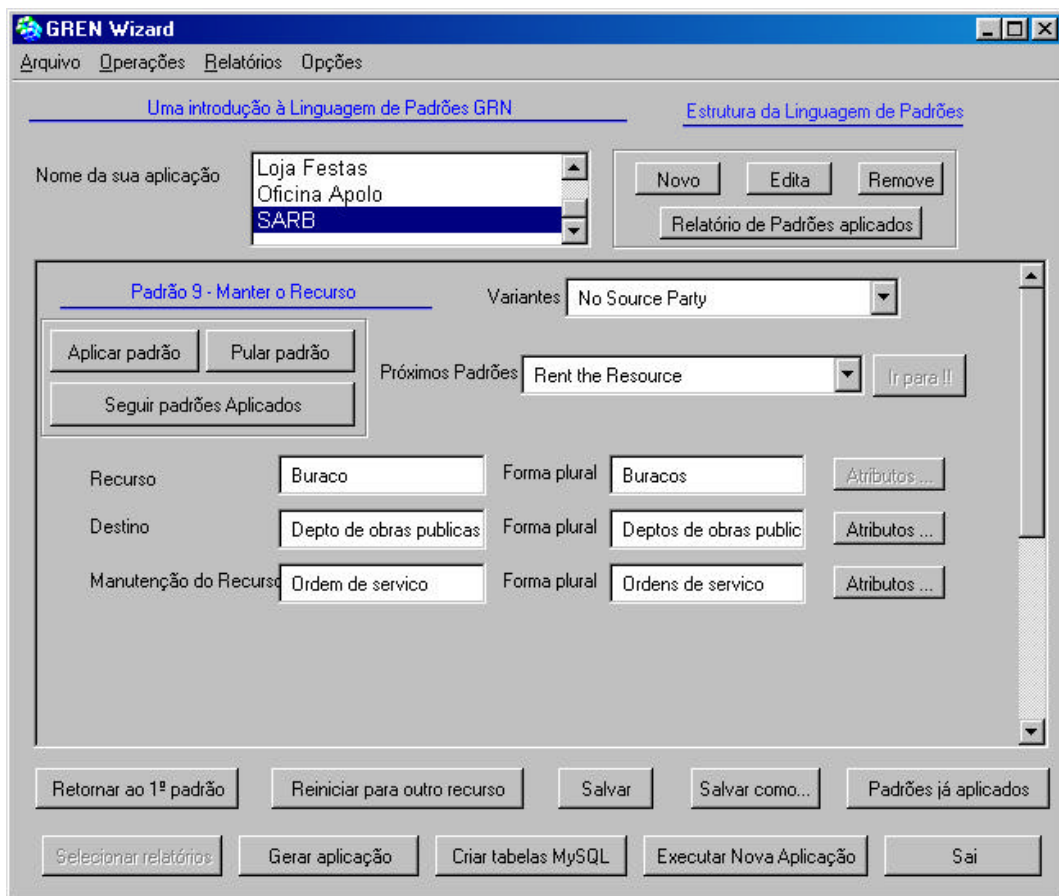 GREN Wizard
Arquivo Operações Relatórios Opções
Uma introdução à Linguagem de Padrões GRN
Estrutura da Linguagem de Padrões
Nome da sua aplicação
Loja Festas
Oficina Apolo
SARB
Novo Edita Remove
Relatório de Padrões aplicados
Padrão 9 - Manter o Recurso
Variantes No Source Party
Aplicar padrão Pular padrão
Próximos Padrões Rent the Resource Ir para !!
Seguir padrões Aplicados
Recurso Buraco Forma plural Buracos Atributos ...
Destino Depto de obras publicas Forma plural Deptos de obras public Atributos ...
Manutenção do Recurso Ordem de servico Forma plural Ordens de servico Atributos ...
Retornar ao 1º padrão Reiniciar para outro recurso Salvar Salvar como... Padrões já aplicados
Selecionar relatórios Gerar aplicação Criar tabelas MySQL Executar Nova Aplicação Sai